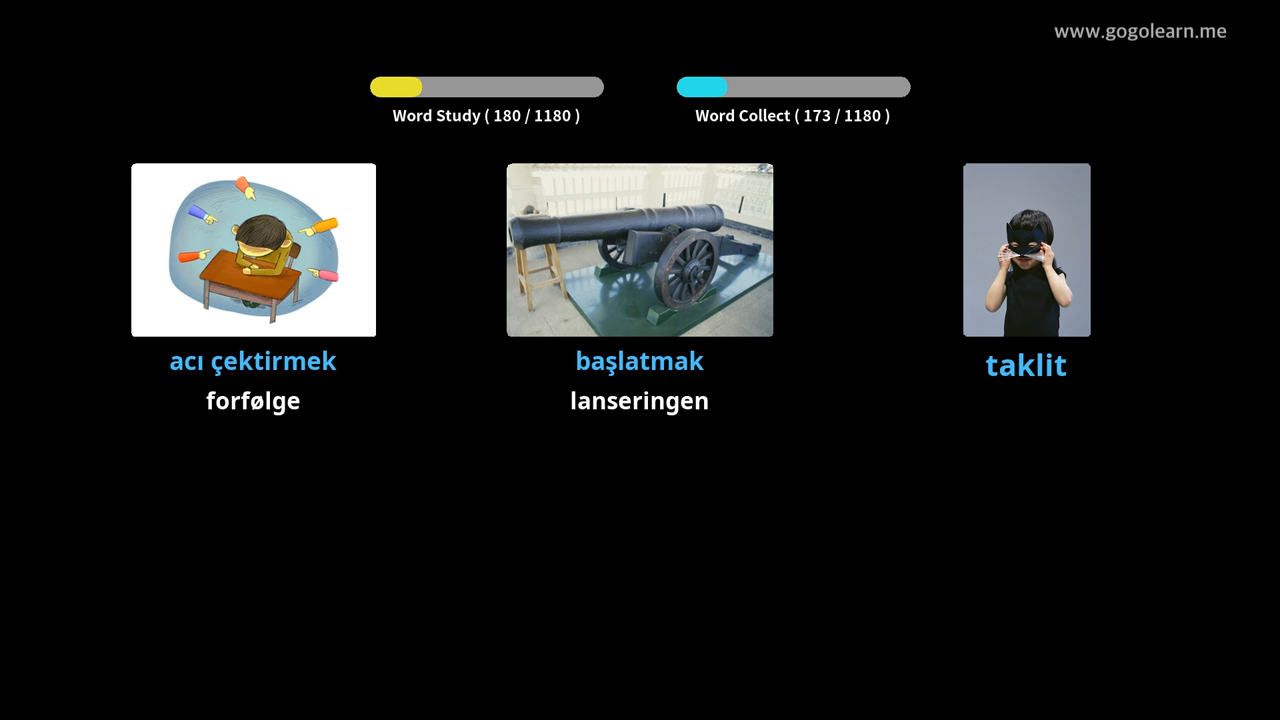 www.gogolearn.me
Word Study ( 180 / 1180 )
Word Collect ( 173 / 1180 )
acı çektirmek
forfølge
başlatmak
lanseringen
taklit